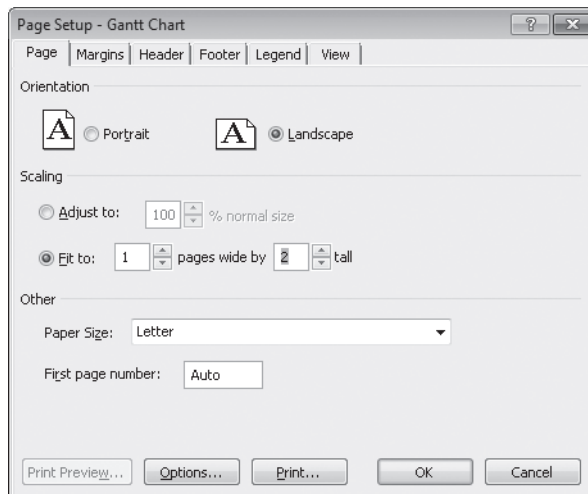 Page Setup - Gantt Chart
?
Page Margins Header Footer Legend View
Orientation
A Portrait A Landscape
Scaling
Adjust to: 100 % normal size
Fit to: 1 pages wide by 2 tall
Other
Paper Size: Letter
First page number: Auto
Print Preview... Options... Print... OK Cancel